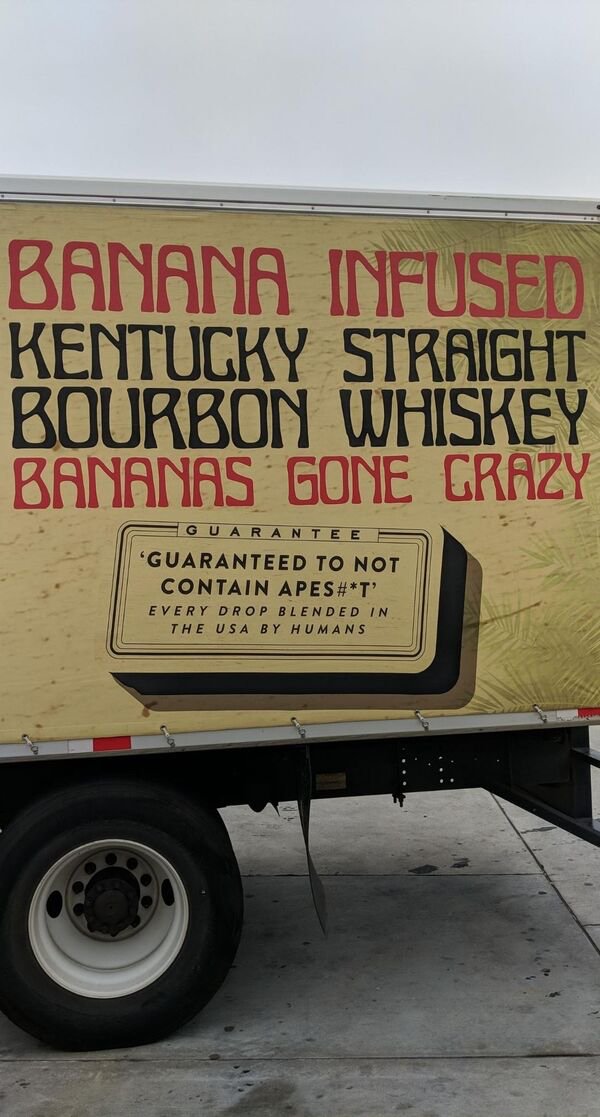 BANANA INFUSED
KENTUCKY STRAIGHT
BOURBON WHISKEY
BANANAS GONE CRAZY
GUARANTEE
‘GUARANTEED TO NOT
CONTAIN APES#*T’
EVERY DROP BLENDED IN
THE USA BY HUMANS